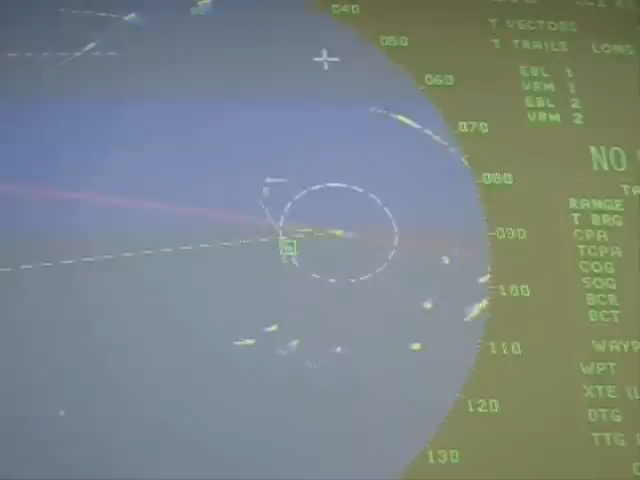 040
T VECTORS
050
T TRAILS LONG
060
EBL 1
VRM 1
EBL 2
VRM 2
070
NO
080
RANGE
T BRG
090
CPA
TCPA
COG
SOG
100
BCR
BCT
110
WAYP
WPT
XTE
120
DTG
TTG
130